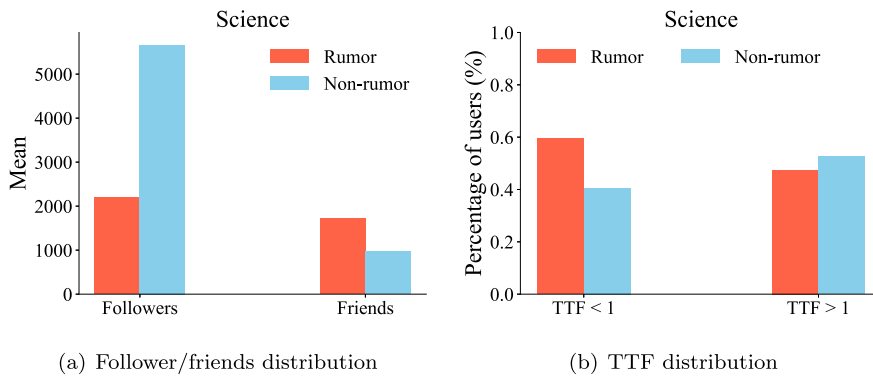 Science
Rumor
Non-rumor
Mean
5000
4000
3000
2000
1000
0
Followers
Friends
(a) Follower/friends distribution
Science
Rumor
Non-rumor
Percentage of users (%)
1.0
0.8
0.6
0.4
0.2
0.0
TTF < 1
TTF > 1
(b) TTF distribution